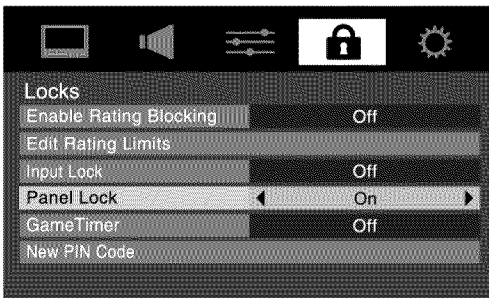 Locks
Enable Rating Blocking Off
Edit Rating Limits
Input Lock Off
Panel Lock On
GameTimer Off
New PIN Code